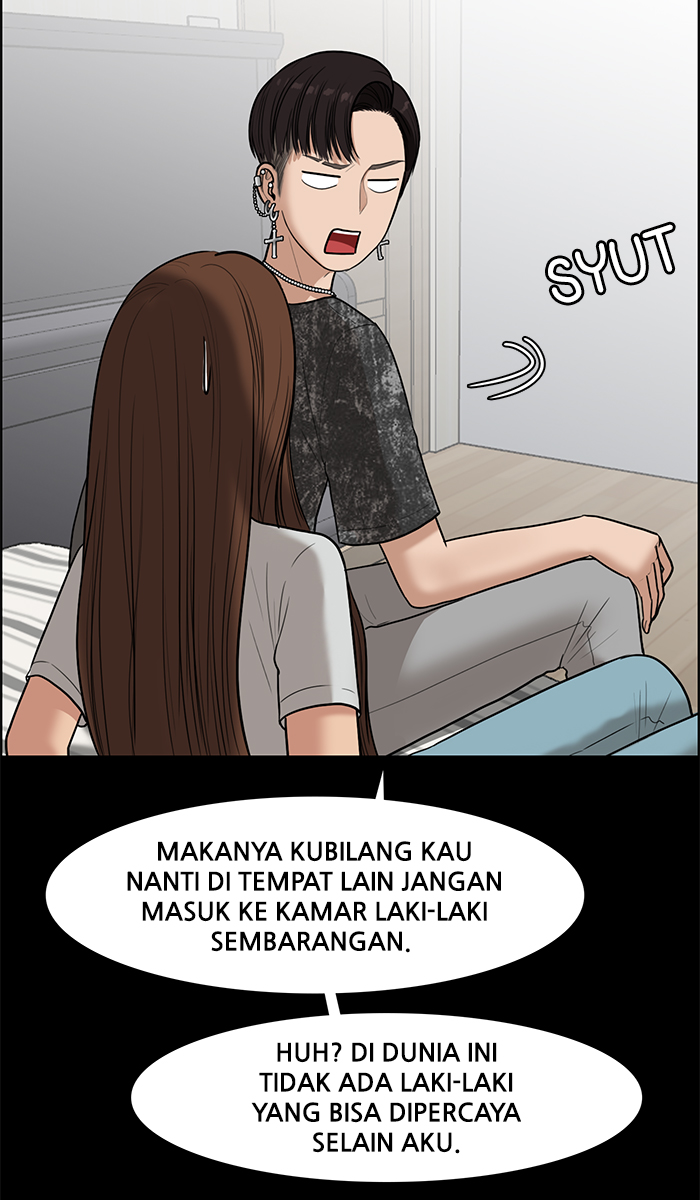 SYUT
MAKANYA KUBILANG KAU
NANTI DI TEMPAT LAIN JANGAN
MASUK KE KAMAR LAKI-LAKI
SEMBARANGAN.
HUH? DI DUNIA INI
TIDAK ADA LAKI-LAKI
YANG BISA DIPERCAYA
SELAIN AKU.